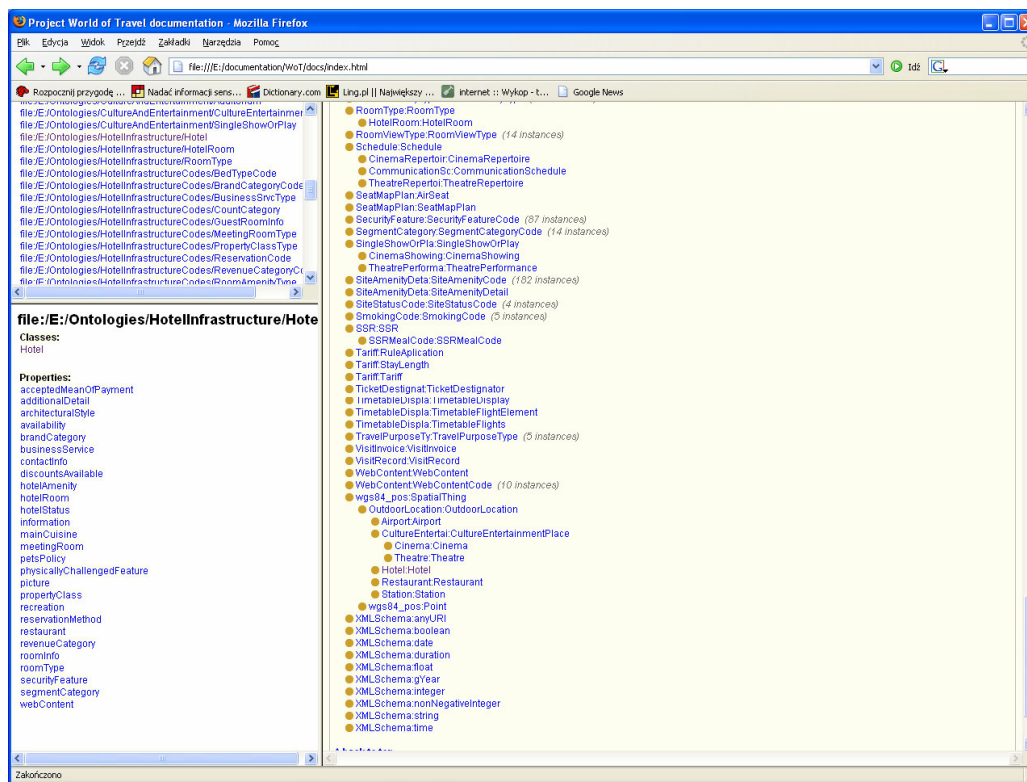 Project World of Travel documentation - Mozilla Firefox
Plik Edycja Widok Przejdź Zakładki Narzędzia Pomoc
file:///E:/documentation/WoT/docs/index.html Idź
Rozpocznij przygodę ... Nadać informacji sens... Dictionary.com Ling.pl || Największy ... internet :: Wykop - t... Google News
file:/E:/Ontologies/CultureAndEntertainment/Auditorium
file:/E:/Ontologies/CultureAndEntertainment/CultureEntertainmer
file:/E:/Ontologies/CultureAndEntertainment/SingleShowOrPlay
file:/E:/Ontologies/HotelInfrastructure/Hotel
file:/E:/Ontologies/HotelInfrastructure/HotelRoom
file:/E:/Ontologies/HotelInfrastructure/RoomType
file:/E:/Ontologies/HotelInfrastructureCodes/BedTypeCode
file:/E:/Ontologies/HotelInfrastructureCodes/BrandCategoryCode
file:/E:/Ontologies/HotelInfrastructureCodes/BusinessSrvcType
file:/E:/Ontologies/HotelInfrastructureCodes/CountCategory
file:/E:/Ontologies/HotelInfrastructureCodes/GuestRoomInfo
file:/E:/Ontologies/HotelInfrastructureCodes/MeetingRoomType
file:/E:/Ontologies/HotelInfrastructureCodes/PropertyClassType
file:/E:/Ontologies/HotelInfrastructureCodes/ReservationCode
file:/E:/Ontologies/HotelInfrastructureCodes/RevenueCategoryCo
file:/E:/Ontologies/HotelInfrastructureCodes/RoomAmenityType
file:/E:/Ontologies/HotelInfrastructure/Hote
Classes:
Hotel
Properties:
acceptedMeanOfPayment
additionalDetail
architecturalStyle
availability
brandCategory
businessService
contactInfo
discountsAvailable
hotelAmenity
hotelRoom
hotelStatus
information
mainCuisine
meetingRoom
petsPolicy
physicallyChallengedFeature
picture
propertyClass
recreation
reservationMethod
restaurant
revenueCategory
roomInfo
roomType
securityFeature
segmentCategory
webContent
RoomType:RoomType
HotelRoom:HotelRoom
RoomViewType:RoomViewType (14 instances)
Schedule:Schedule
CinemaRepertoir:CinemaRepertoire
CommunicationSc:CommunicationSchedule
TheatreRepertoi:TheatreRepertoire
SeatMapPlan:AirSeat
SeatMapPlan:SeatMapPlan
SecurityFeature:SecurityFeatureCode (87 instances)
SegmentCategory:SegmentCategoryCode (14 instances)
SingleShowOrPla:SingleShowOrPlay
CinemaShowing:CinemaShowing
TheatrePerforma:TheatrePerformance
SiteAmenityDeta:SiteAmenityCode (182 instances)
SiteAmenityDeta:SiteAmenityDetail
SiteStatusCode:SiteStatusCode (4 instances)
SmokingCode:SmokingCode (5 instances)
SSR:SSR
SSRMealCode:SSRMealCode
Tariff:RuleAplication
Tariff:StayLength
Tariff:Tariff
TicketDestignat:TicketDestignator
TimetableDispla:TimetableDisplay
TimetableDispla:TimetableFlightElement
TimetableDispla:TimetableFlights
TravelPurposeTy:TravelPurposeType (5 instances)
VisitInvoice:VisitInvoice
VisitRecord:VisitRecord
WebContent:WebContent
WebContent:WebContentCode (10 instances)
wgs84_pos:SpatialThing
OutdoorLocation:OutdoorLocation
Airport:Airport
CultureEntertai:CultureEntertainmentPlace
Cinema:Cinema
Theatre:Theatre
Hotel:Hotel
Restaurant:Restaurant
Station:Station
wgs84_pos:Point
XMLSchema:anyURI
XMLSchema:boolean
XMLSchema:date
XMLSchema:duration
XMLSchema:float
XMLSchema:gYear
XMLSchema:integer
XMLSchema:nonNegativeInteger
XMLSchema:string
XMLSchema:time
Zakończono